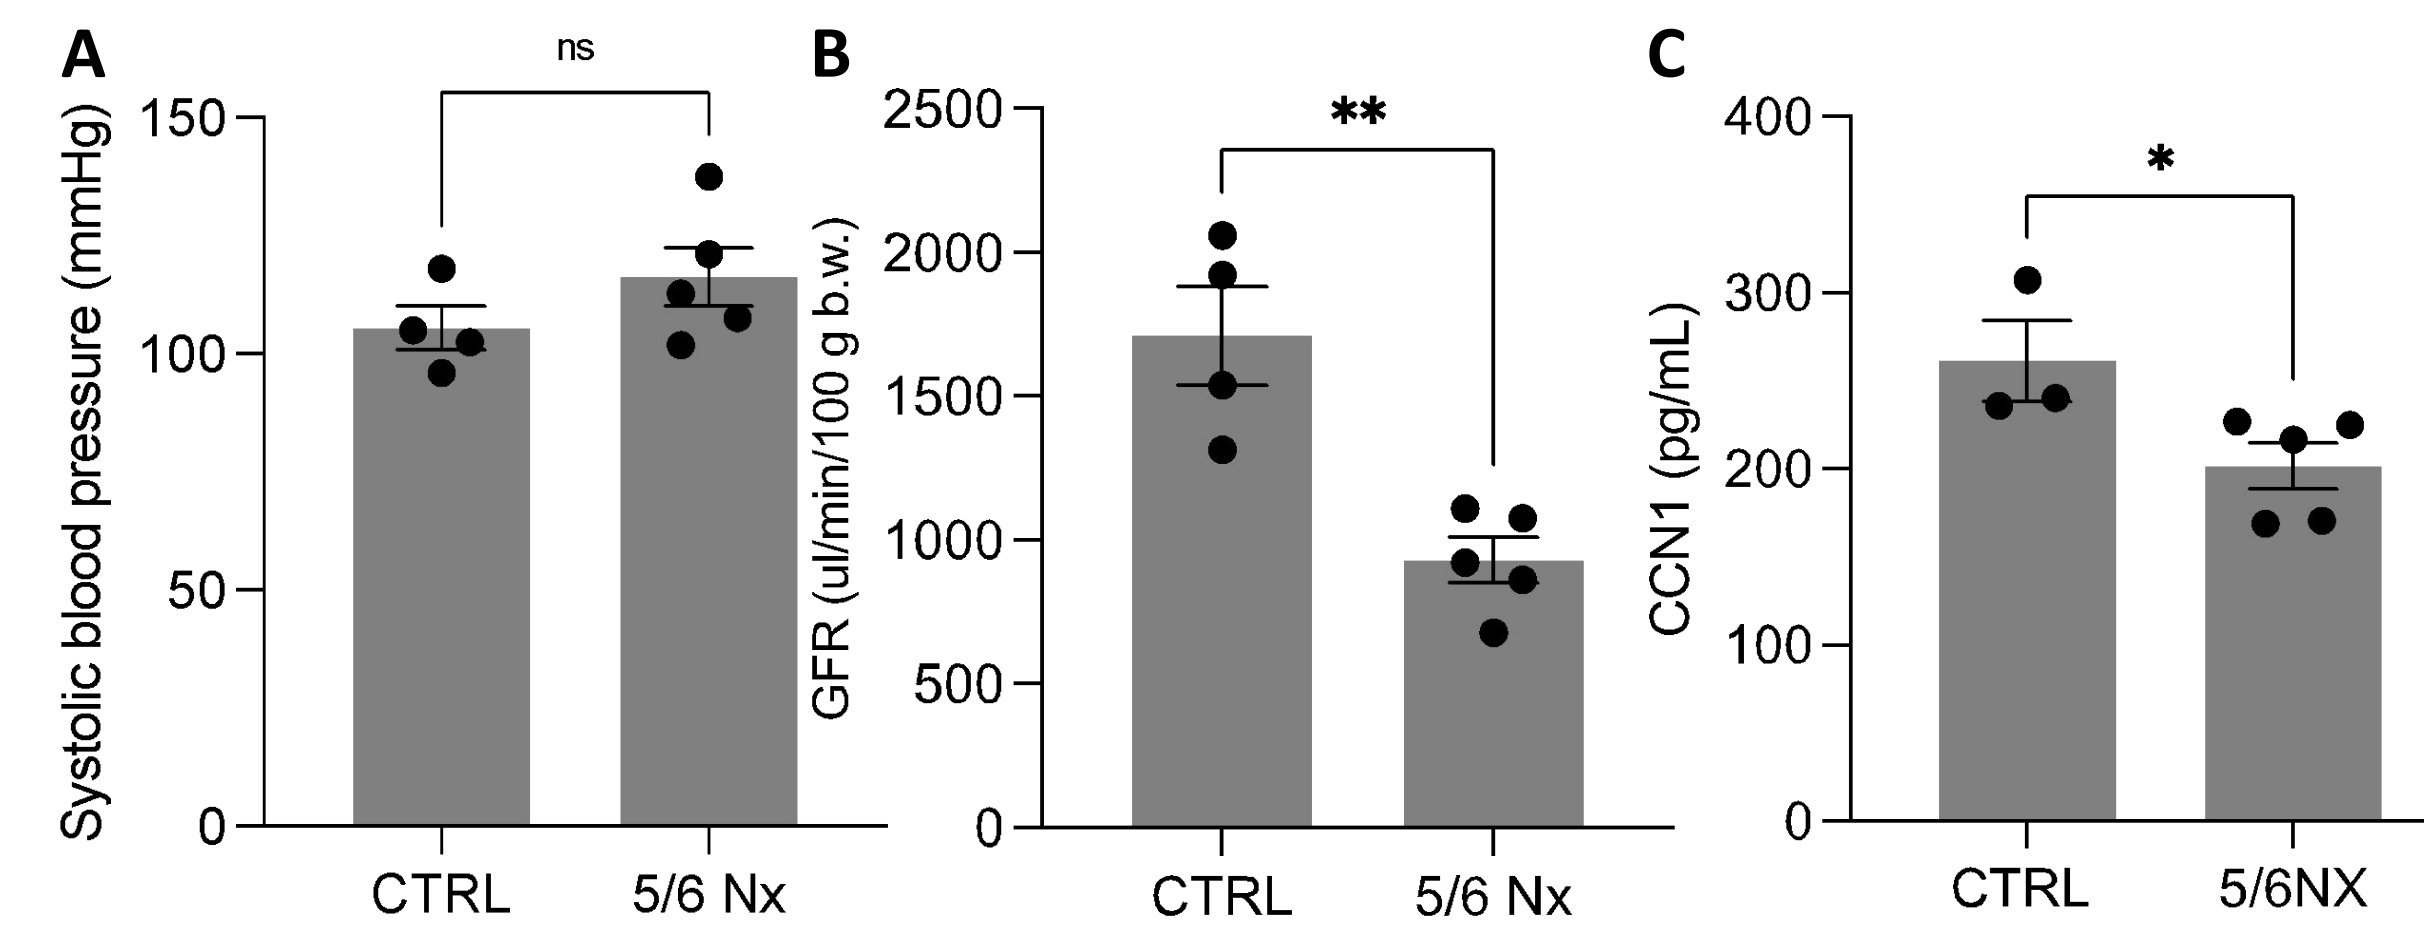 A
ns
Systolic blood pressure (mmHg)
150
100
50
0
CTRL
5/6 Nx
B
**
GFR (ul/min/100 g b.w.)
2500
2000
1500
1000
500
0
CTRL
5/6 Nx
C
*
CCN1 (pg/mL)
400
300
200
100
0
CTRL
5/6NX